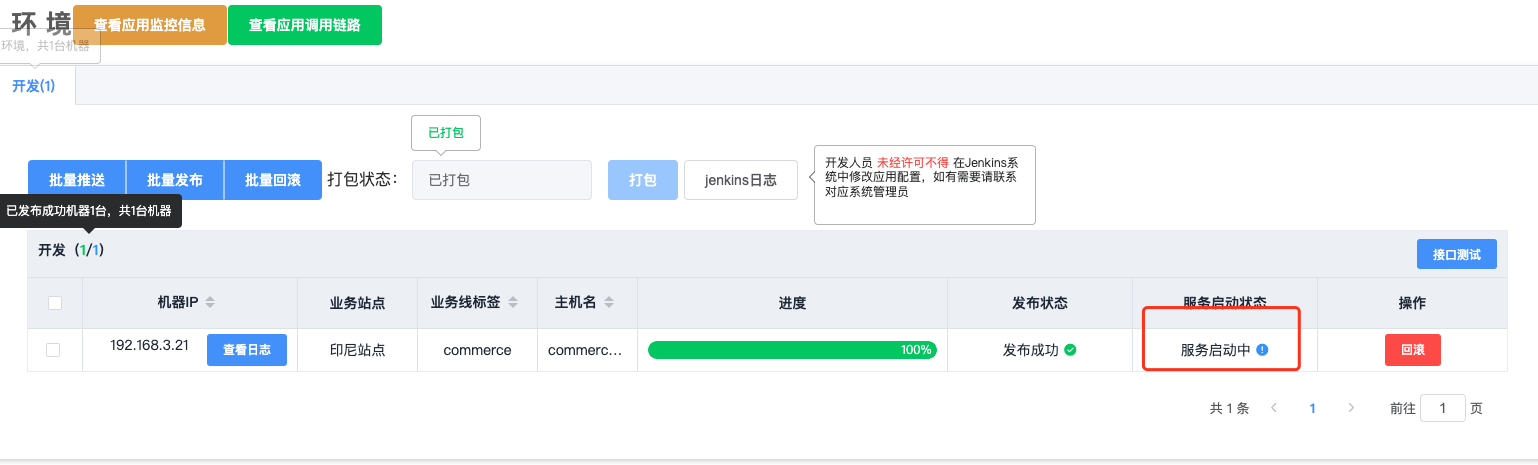 环 境
查看应用监控信息
查看应用调用链路
环境，共1台机器
开发(1)
已打包
批量推送
批量发布
批量回滚
打包状态：
已打包
打包
jenkins日志
开发人员 未经许可不得 在Jenkins系
统中修改应用配置，如有需要请联系
对应系统管理员
已发布成功机器1台，共1台机器
开发（1/1）
接口测试
机器IP
业务站点
业务线标签
主机名
进度
发布状态
服务启动状态
操作
192.168.3.21
查看日志
印尼站点
commerce
commerc...
100%
发布成功
服务启动中
回滚
共 1 条
1
前往
1
页